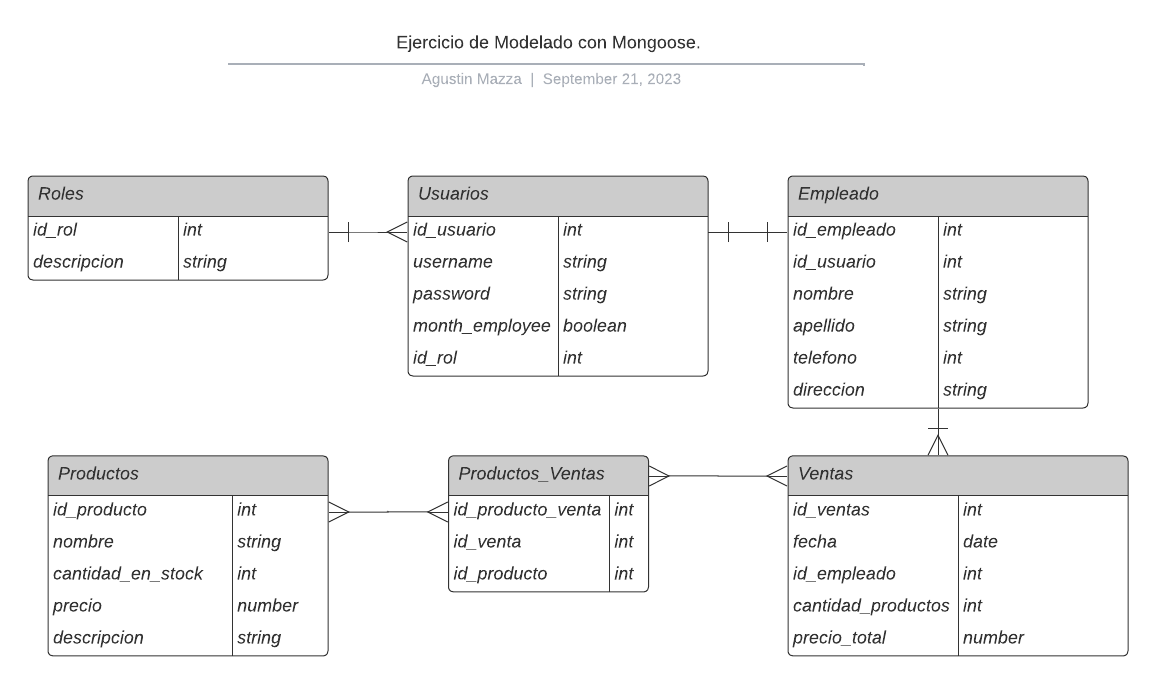 Ejercicio de Modelado con Mongoose.
Agustin Mazza | September 21, 2023
Roles
id_rol int
descripcion string
Usuarios
id_usuario int
username string
password string
month_employee boolean
id_rol int
Empleado
id_empleado int
id_usuario int
nombre string
apellido string
telefono int
direccion string
Productos
id_producto int
nombre string
cantidad_en_stock int
precio number
descripcion string
Productos_Ventas
id_producto_venta int
id_venta int
id_producto int
Ventas
id_ventas int
fecha date
id_empleado int
cantidad_productos int
precio_total number